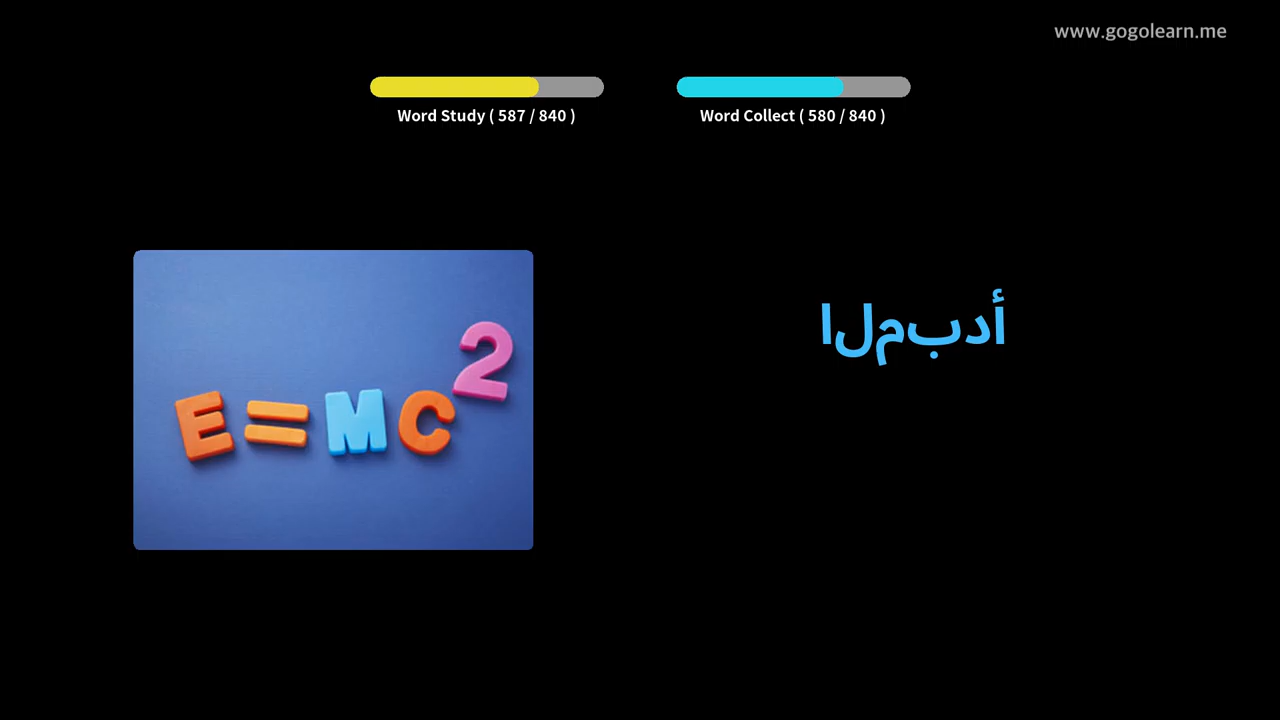 www.gogolearn.me
Word Study ( 587 / 840 )
Word Collect ( 580 / 840 )
المبدأ
E=MC2